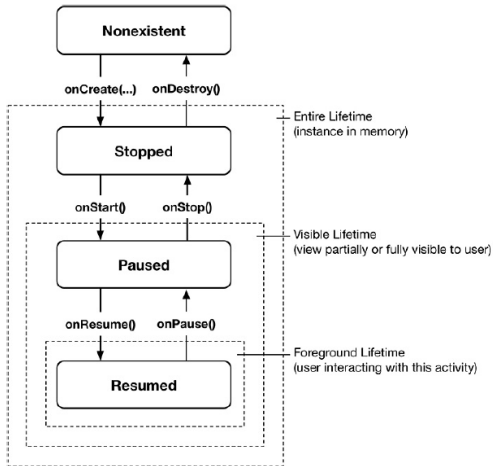 Nonexistent
onCreate(...)
onDestroy()
Entire Lifetime
(instance in memory)
Stopped
onStart()
onStop()
Visible Lifetime
(view partially or fully visible to user)
Paused
onResume()
onPause()
Foreground Lifetime
(user interacting with this activity)
Resumed